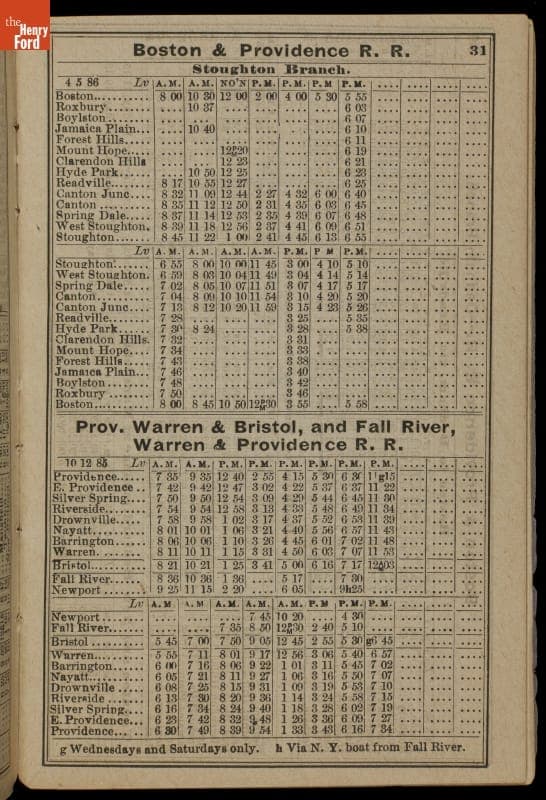 the
Henry
Ford
Boston & Providence R. R. 31
Stoughton Branch.
4 5 86 Lv A. M. A. M. NO'N P. M. P. M. P. M P. M.
Boston 8 00 10 30 12 00 2 00 4 00 5 30 5 55
Roxbury 10 37 6 03
Boylston 6 07
Jamaica Plain 10 40 6 10
Forest Hills 6 11
Mount Hope 6 19
Clarendon Hills 12 23 6 21
Hyde Park 10 50 12 25 6 23
Readville 8 17 10 55 12 27 6 25
Canton Junc 8 32 11 09 12 44 2 27 4 32 6 00 6 40
Canton 8 35 11 12 12 50 2 31 4 35 6 03 6 45
Spring Dale 8 37 11 14 12 53 2 35 4 39 6 07 6 48
West Stoughton. 8 39 11 18 12 56 2 37 4 41 6 09 6 51
Stoughton 8 45 11 22 1 00 2 41 4 45 6 13 6 55
Lv A. M. A. M. A. M. A. M. P. M. P M P. M.
Stoughton 6 55 8 00 10 00 11 45 3 00 4 10 5 10
West Stoughton. 6 59 8 03 10 04 11 49 3 04 4 14 5 14
Spring Dale 7 02 8 05 10 07 11 51 3 07 4 17 5 17
Canton 7 04 8 09 10 10 11 54 3 10 4 20 5 20
Canton Junc 7 13 8 12 10 20 11 59 3 15 4 23 5 26
Readville 7 28 3 25 5 35
Hyde Park 7 30 8 24 3 28 5 38
Clarendon Hills. 7 32 3 31
Mount Hope 7 34 3 33
Forest Hills 7 43 3 38
Jamaica Plain 7 46 3 40
Boylston 7 48 3 42
Roxbury 7 50 3 46
Boston 8 00 8 45 10 50 3 55 5 58
Prov. Warren & Bristol, and Fall River,
Warren & Providence R. R.
10 12 85 Lv A. M. A. M. P. M. P. M. P. M. P. M. P. M. P. M.
Providence 7 35 9 35 12 40 2 55 4 15 5 30 6 30
E. Providence 7 42 9 42 12 47 3 02 4 22 5 37 6 37 11 22
Silver Spring 7 50 9 50 12 54 3 09 4 29 5 44 6 45 11 30
Riverside 7 54 9 54 12 58 3 13 4 33 5 48 6 49 11 34
Drownville 7 58 9 58 1 02 3 17 4 37 5 52 6 53 11 39
Nayatt 8 01 10 01 1 06 3 21 4 40 5 56 6 57 11 43
Barrington 8 06 10 06 1 10 3 26 4 45 6 01 7 02 11 48
Warren 8 11 10 11 1 15 3 31 4 50 6 03 7 07 11 53
Bristol 8 21 10 21 1 25 3 41 5 00 6 16 7 17
Fall River 8 36 10 36 1 36 5 17 7 30
Newport 9 25 11 15 2 20 6 05 9h25
Lv A. M A. M P. M. A. M. A. M. P. M P. M. P. M.
Newport 7 45 10 20 4 30
Fall River 7 35 8 50 2 40 5 10
Bristol 5 45 7 00 7 50 9 05 12 45 2 55 5 30 g6 45
Warren 5 55 7 11 8 01 9 17 12 56 3 06 5 40 6 57
Barrington 6 00 7 16 8 06 9 22 1 01 3 11 5 45 7 02
Nayatt 6 05 7 21 8 11 9 27 1 06 3 16 5 50 7 07
Drownville 6 08 7 25 8 15 9 31 1 09 3 19 5 53 7 10
Riverside 6 13 7 30 8 20 9 36 1 14 3 24 5 58 7 15
Silver Spring 6 16 7 34 8 24 9 40 1 18 3 28 6 02 7 19
E. Providence 6 23 7 42 8 32 9 48 1 26 3 36 6 09 7 27
Providence 6 30 7 49 8 39 9 54 1 33 3 43 6 16 7 34
g Wednesdays and Saturdays only. h Via N. Y. boat from Fall River.